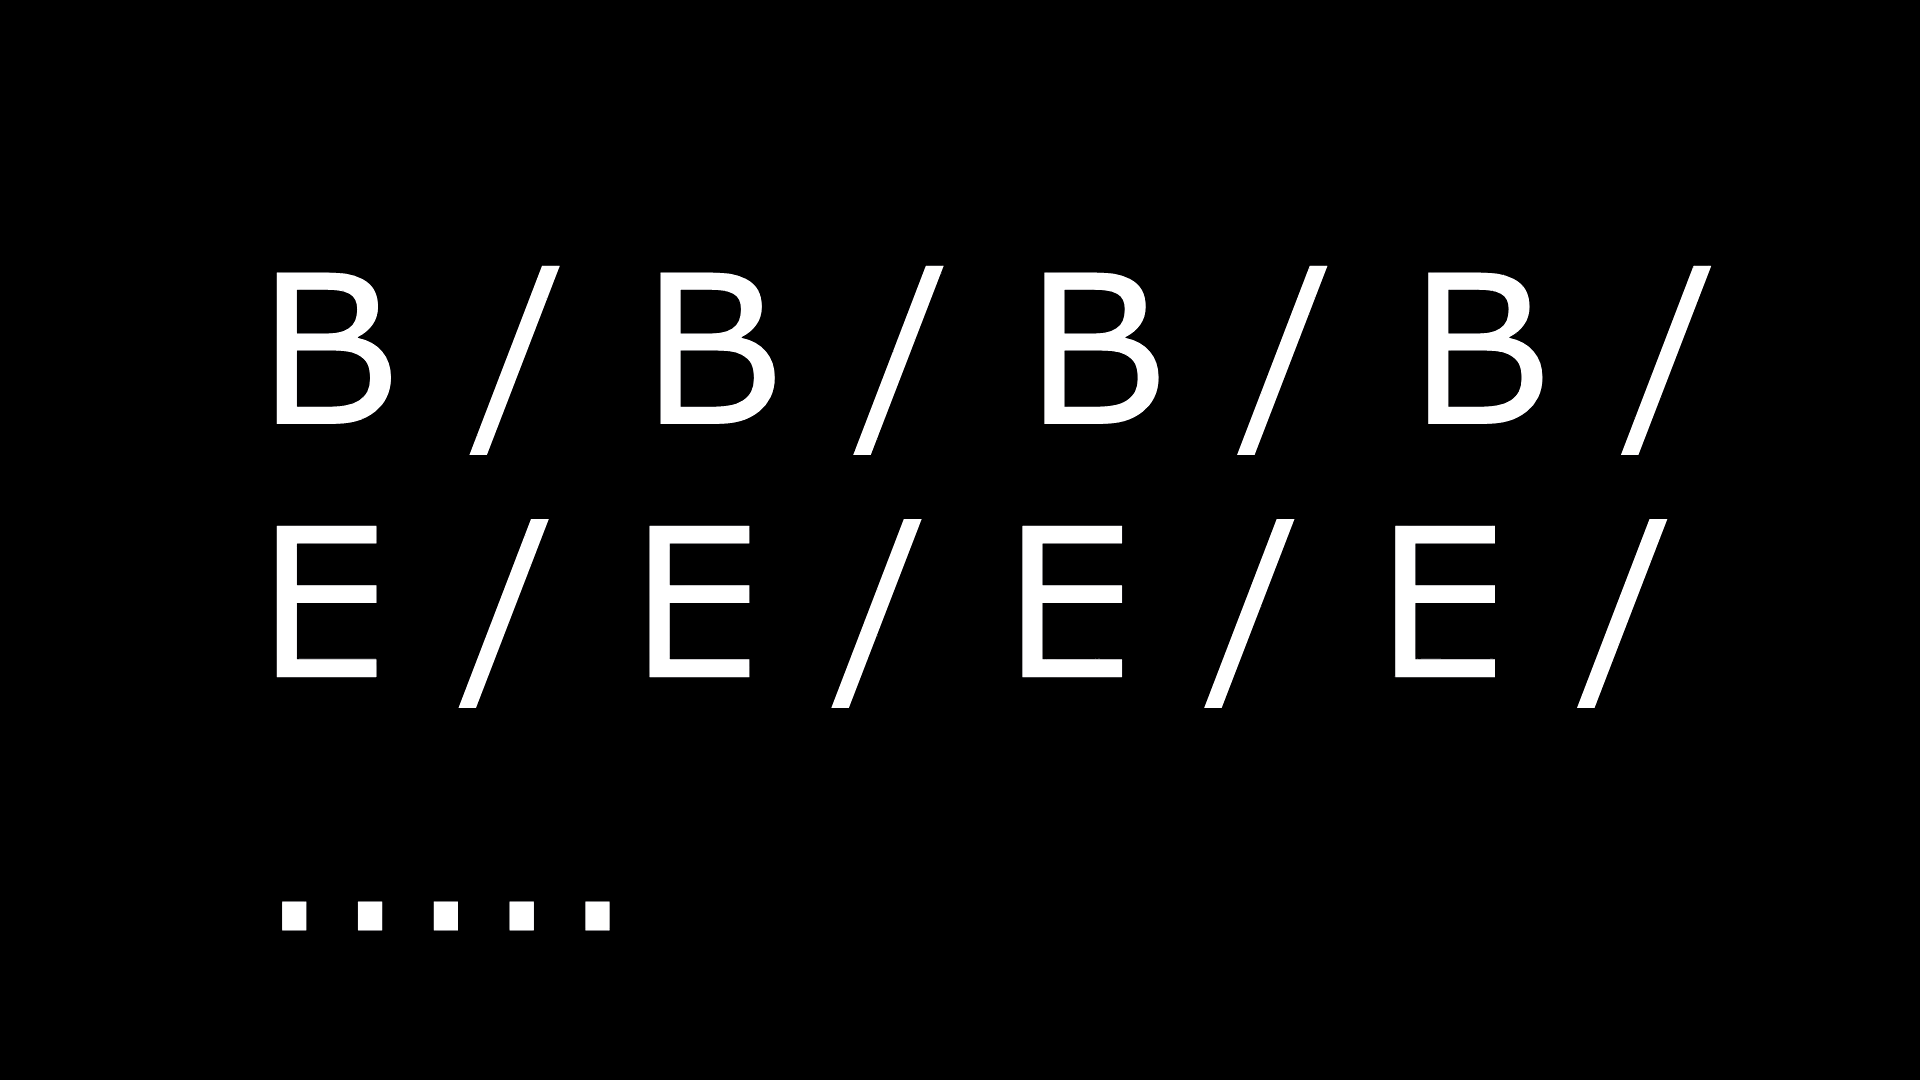 B / B / B / B /
E / E / E / E /
. . . . .